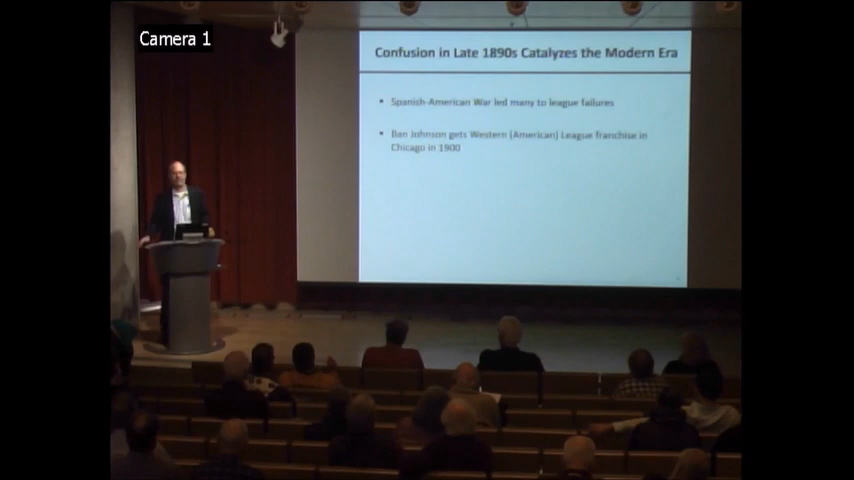 Camera 1
Confusion in Late 1890s Catalyzes the Modern Era
Spanish-American War led many to league failures
Ban Johnson gets Western (American) League franchise in
Chicago in 1900